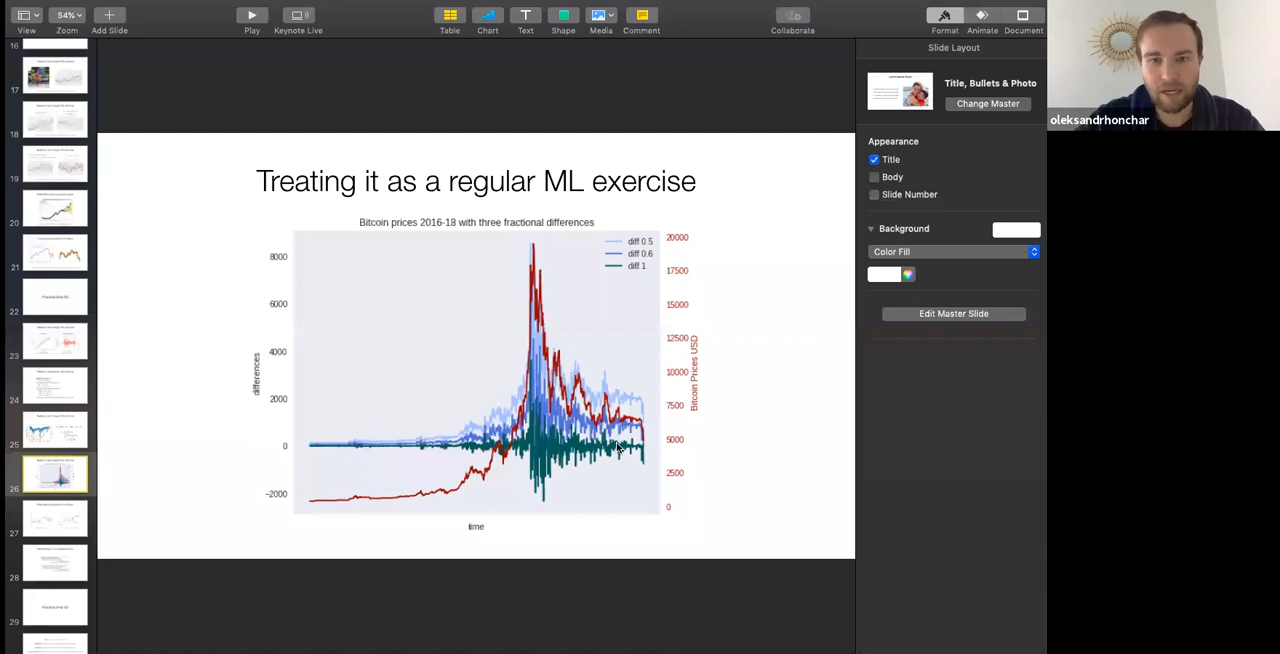 View
54%
Zoom
Add Slide
Play
Keynote Live
Table
Chart
Text
Shape
Media
Comment
Collaborate
Format
Animate
Document
Slide Layout
Title, Bullets & Photo
Change Master
Appearance
Title
Body
Slide Number
Background
Color Fill
Edit Master Slide
oleksandrhonchar
16
17
18
19
20
21
22
23
24
25
26
27
28
29
Treating it as a regular ML exercise
Bitcoin prices 2016-18 with three fractional differences
diff 0.5
diff 0.6
diff 1
8000
6000
4000
2000
0
−2000
differences
time
20000
17500
15000
12500
10000
7500
5000
2500
0
Bitcoin Prices USD